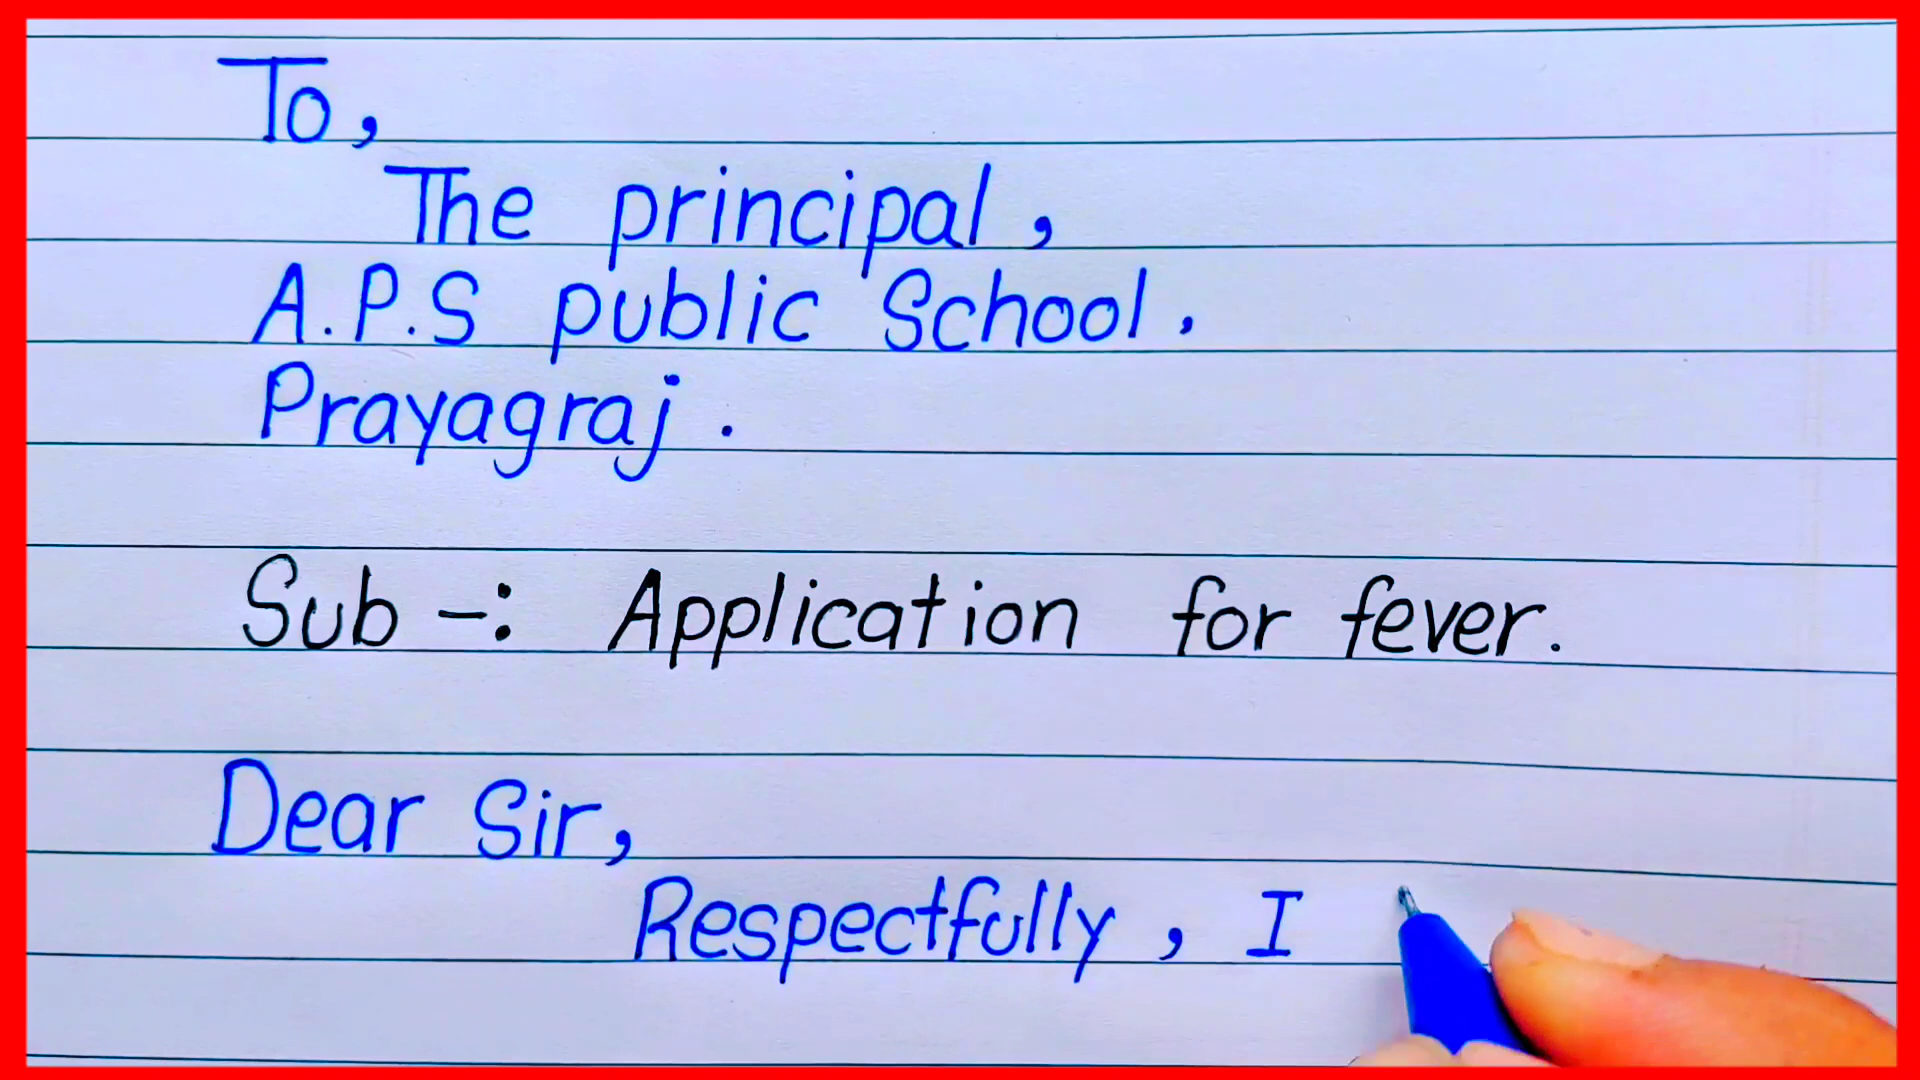 To,
The principal,
A.P.S public School.
Prayagraj.
Sub -: Application for fever.
Dear Sir,
Respectfully, I